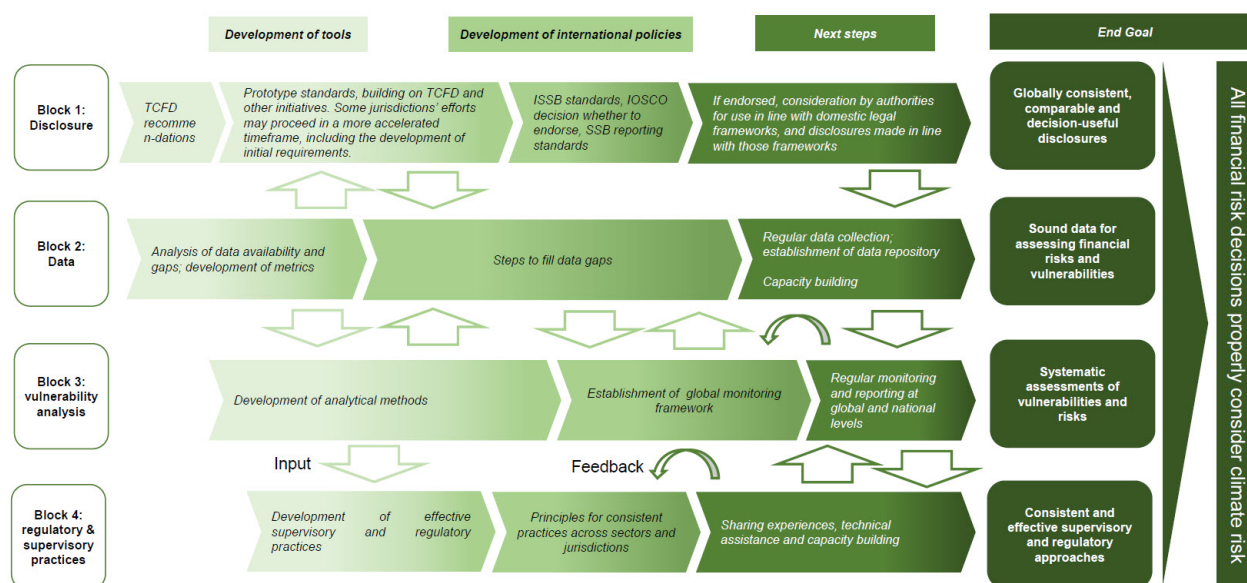 Development of tools
Development of international policies
Next steps
End Goal
Block 1:
Disclosure
TCFD
recomme
n-dations
Prototype standards, building on TCFD and
other initiatives. Some jurisdictions' efforts
may proceed in a more accelerated
timeframe, including the development of
initial requirements.
ISSB standards, IOSCO
decision whether to
endorse, SSB reporting
standards
If endorsed, consideration by authorities
for use in line with domestic legal
frameworks, and disclosures made in line
with those frameworks
Globally consistent,
comparable and
decision-useful
disclosures
Block 2:
Data
Analysis of data availability and
gaps; development of metrics
Steps to fill data gaps
Regular data collection;
establishment of data repository
Capacity building
Sound data for
assessing financial
risks and
vulnerabilities
Block 3:
vulnerability
analysis
Development of analytical methods
Establishment of global monitoring
framework
Regular monitoring
and reporting at
global and national
levels
Systematic
assessments of
vulnerabilities and
risks
Input
Feedback
Block 4:
regulatory &
supervisory
practices
Development of effective
supervisory and regulatory
practices
Principles for consistent
practices across sectors and
jurisdictions
Sharing experiences, technical
assistance and capacity building
Consistent and
effective supervisory
and regulatory
approaches
All financial risk decisions properly consider climate risk